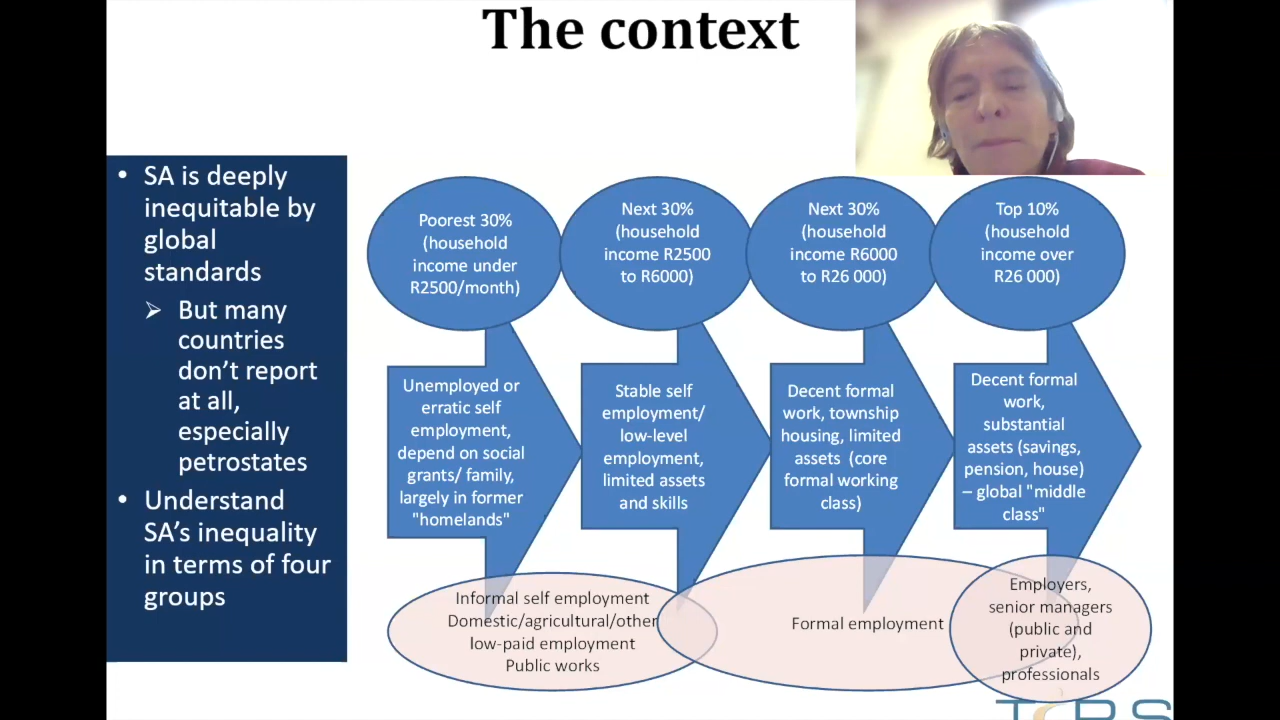 The context
• SA is deeply
inequitable by
global
standards
➢ But many
countries
don't report
at all,
especially
petrostates
• Understand
SA's inequality
in terms of four
groups
Poorest 30%
(household
income under
R2500/month)
Next 30%
(household
income R2500
to R6000)
Next 30%
(household
income R6000
to R26 000)
Top 10%
(household
income over
R26 000)
Unemployed or
erratic self
employment,
depend on social
grants/ family,
largely in former
"homelands"
Stable self
employment/
low-level
employment,
limited assets
and skills
Decent formal
work, township
housing, limited
assets (core
formal working
class)
Decent formal
work,
substantial
assets (savings,
pension, house)
– global "middle
class"
Informal self employment
Domestic/agricultural/other
low-paid employment
Public works
Formal employment
Employers,
senior managers
(public and
private),
professionals